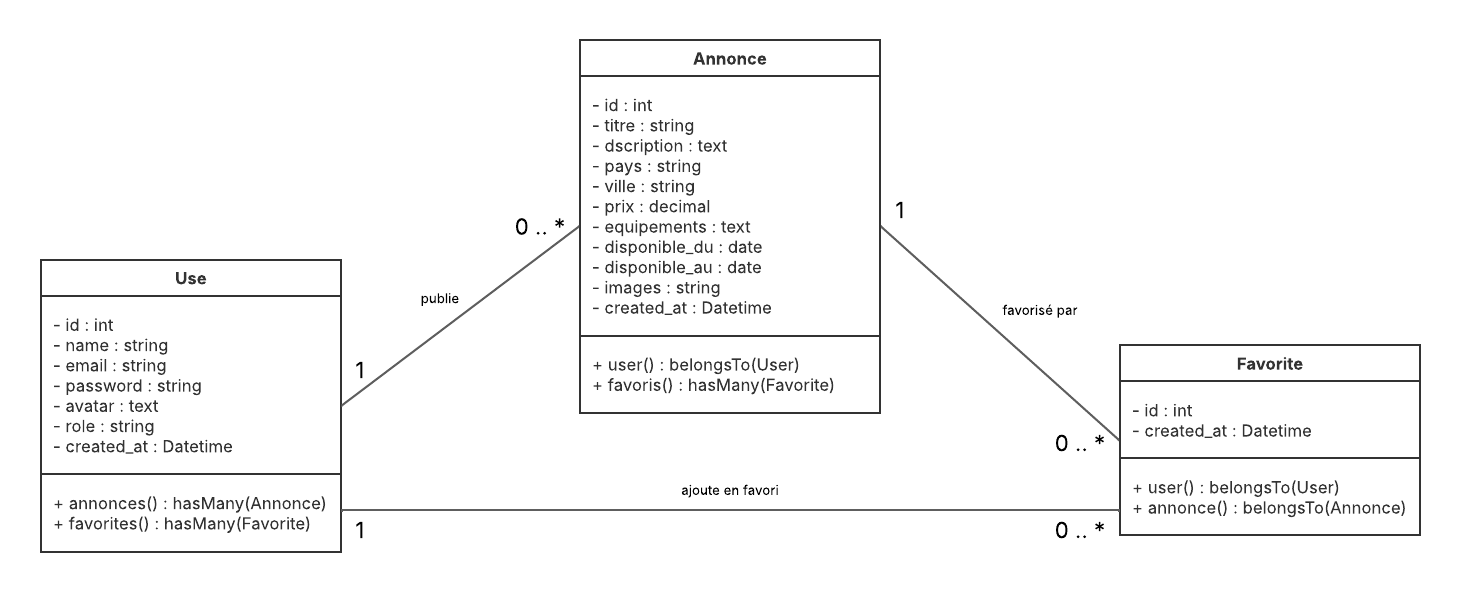 Annonce
- id : int
- titre : string
- dscription : text
- pays : string
- ville : string
- prix : decimal
- equipements : text
- disponible_du : date
- disponible_au : date
- images : string
- created_at : Datetime
+ user() : belongsTo(User)
+ favoris() : hasMany(Favorite)
0 .. *
1
publie
favorisé par
Use
- id : int
- name : string
- email : string
- password : string
- avatar : text
- role : string
- created_at : Datetime
+ annonces() : hasMany(Annonce)
+ favorites() : hasMany(Favorite)
1
1
ajoute en favori
0 .. *
0 .. *
Favorite
- id : int
- created_at : Datetime
+ user() : belongsTo(User)
+ annonce() : belongsTo(Annonce)